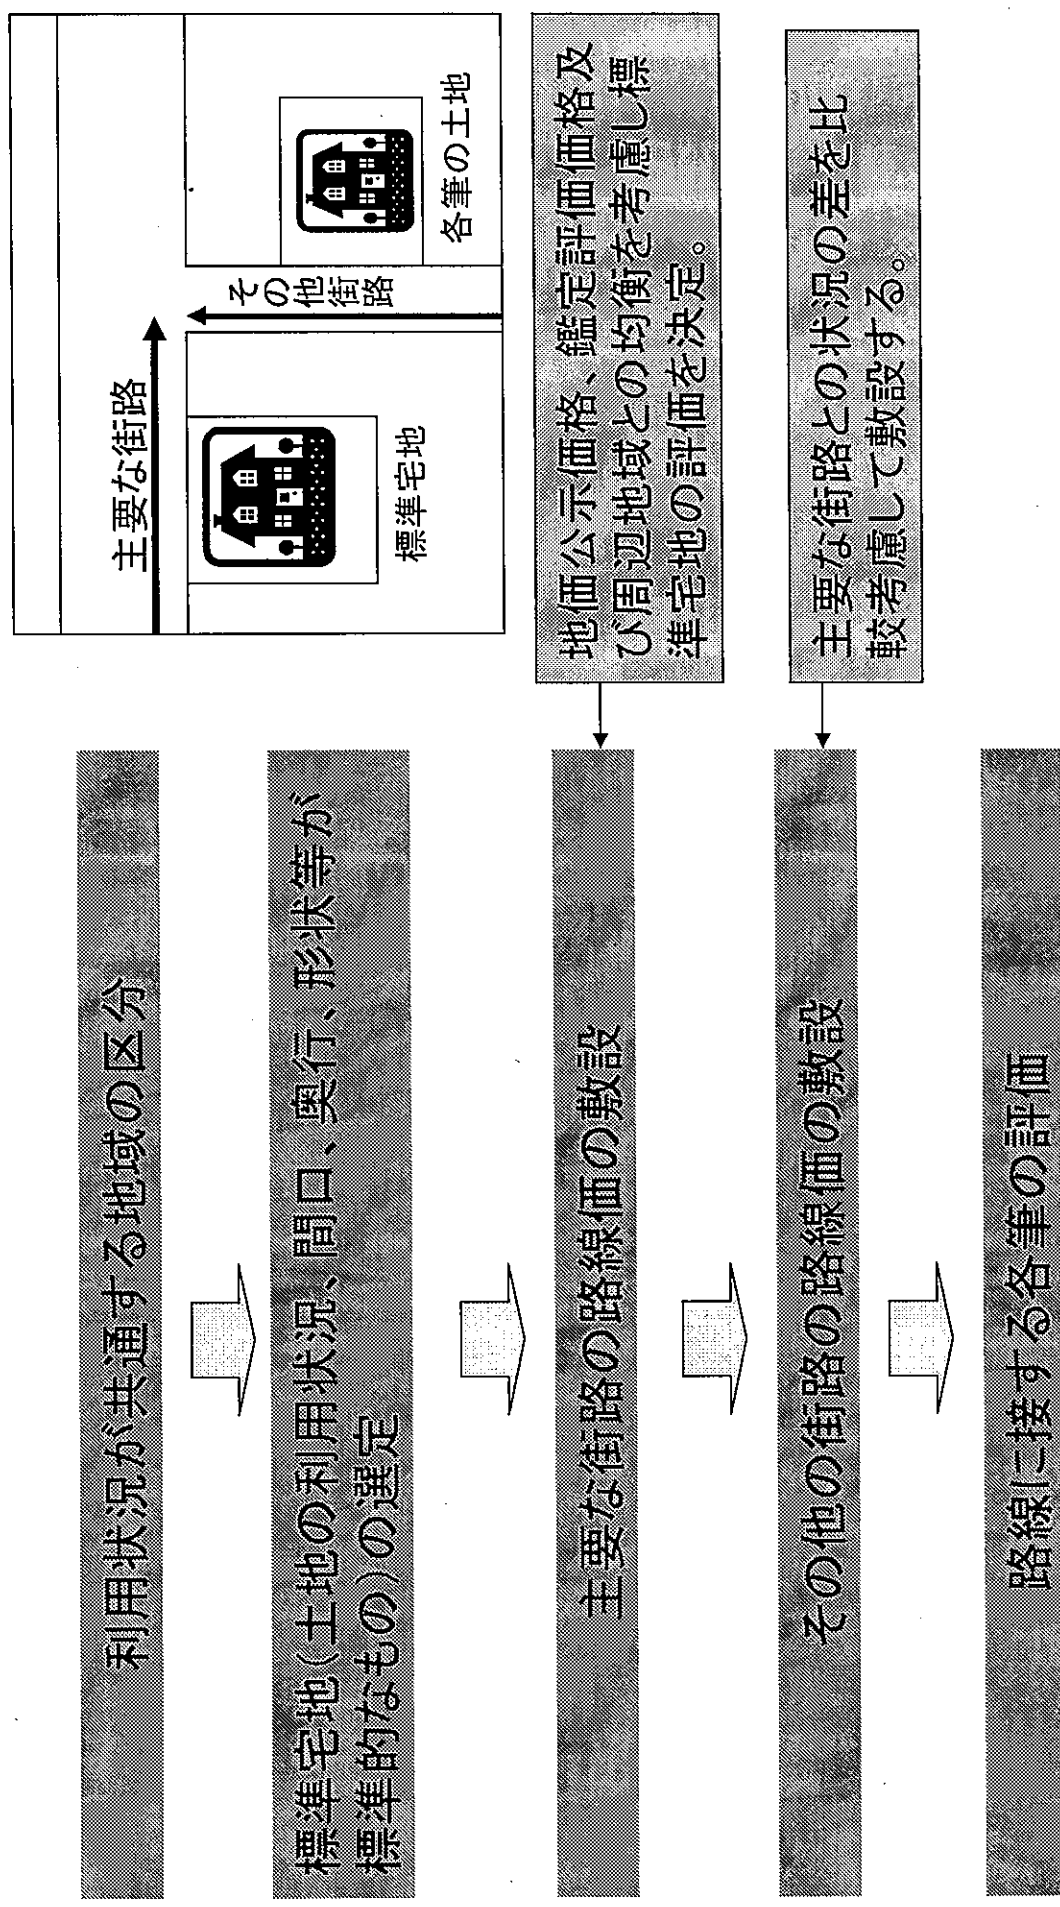 利用状況が共通する地域の区分
標準宅地(土地の利用状況、間口、奥行、形状等が
標準的なもの)の選定
主要な街路の路線価の敷設
その他の街路の路線価の敷設
路線に接する各筆の評価
主要な街路
標準宅地
その他街路
各筆の土地
地価公示価格、鑑定評価価格及
び周辺地域との均衡を考慮し標
準宅地の評価を決定。
主要な街路との状況の差を比
較考慮して敷設する。